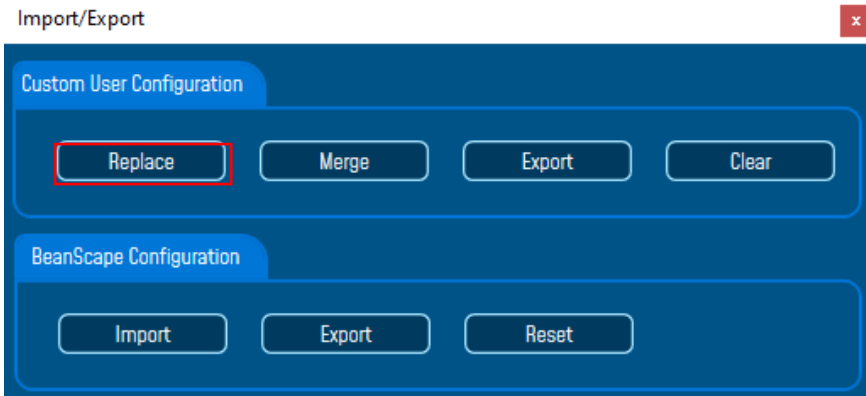 Import/Export
x
Custom User Configuration
Replace Merge Export Clear
BeanScape Configuration
Import Export Reset